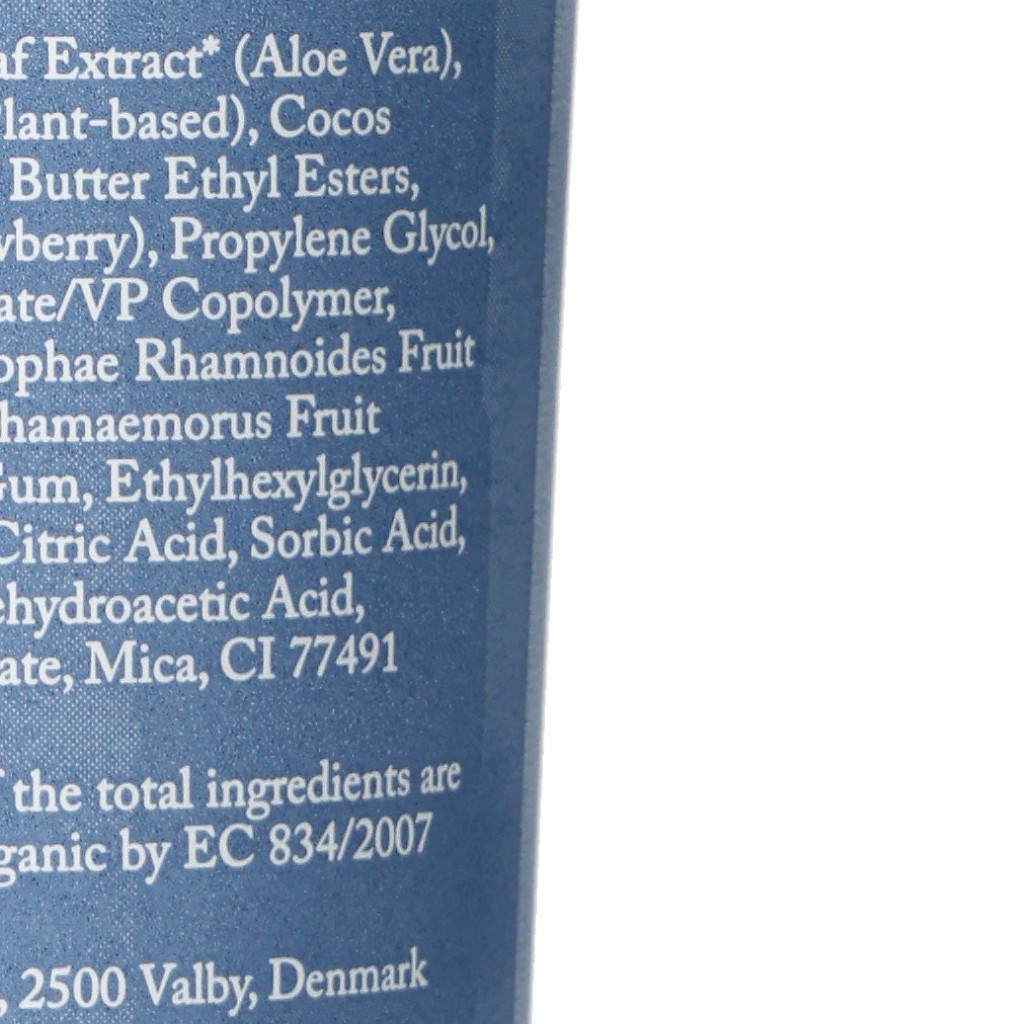 af Extract* (Aloe Vera),
Plant-based), Cocos
Butter Ethyl Esters,
wberry), Propylene Glycol,
ate/VP Copolymer,
ophae Rhamnoides Fruit
hamaemorus Fruit
Gum, Ethylhexylglycerin,
Citric Acid, Sorbic Acid,
ehydroacetic Acid,
ate, Mica, CI 77491
the total ingredients are
ganic by EC 834/2007
, 2500 Valby, Denmark